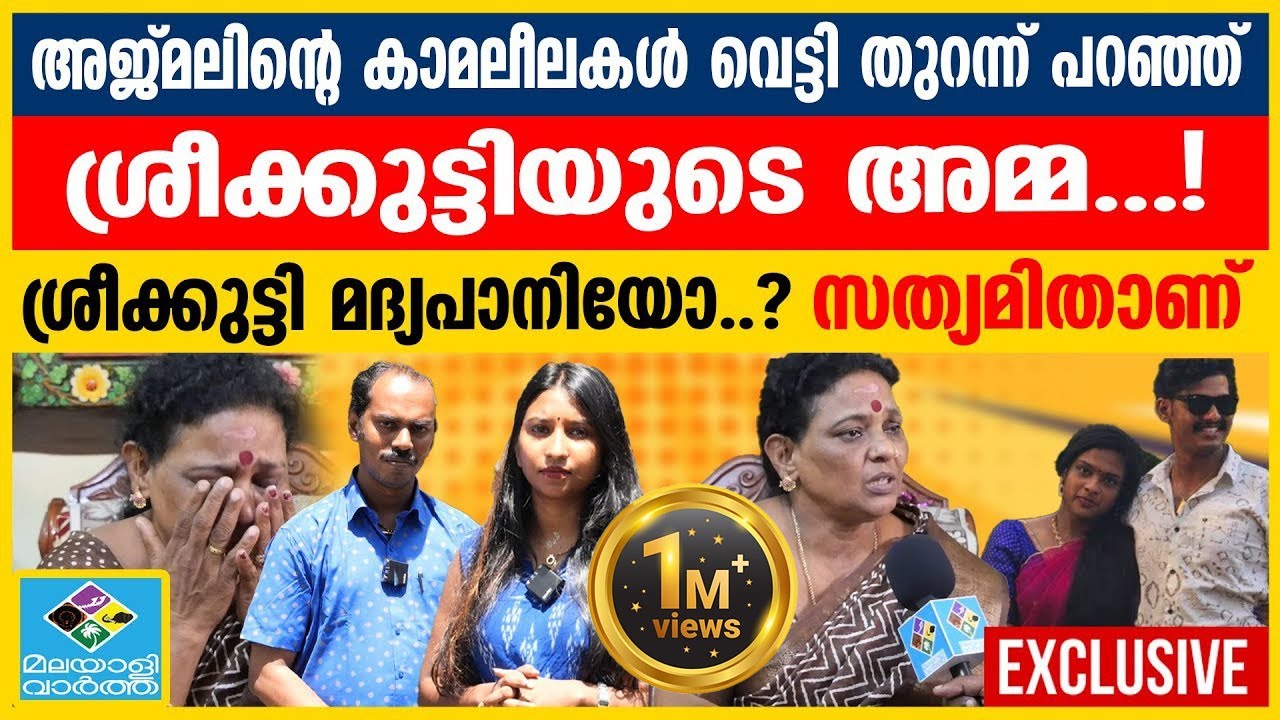 അജ്മലിന്റെ കാമലീലകൾ വെട്ടി തുറന്ന് പറഞ്ഞ്
ശ്രീക്കുട്ടിയുടെ അമ്മ...!
ശ്രീക്കുട്ടി മദ്യപാനിയോ..? സത്യമിതാണ്
1M+
views
മലയാളി
വാർത്ത
EXCLUSIVE